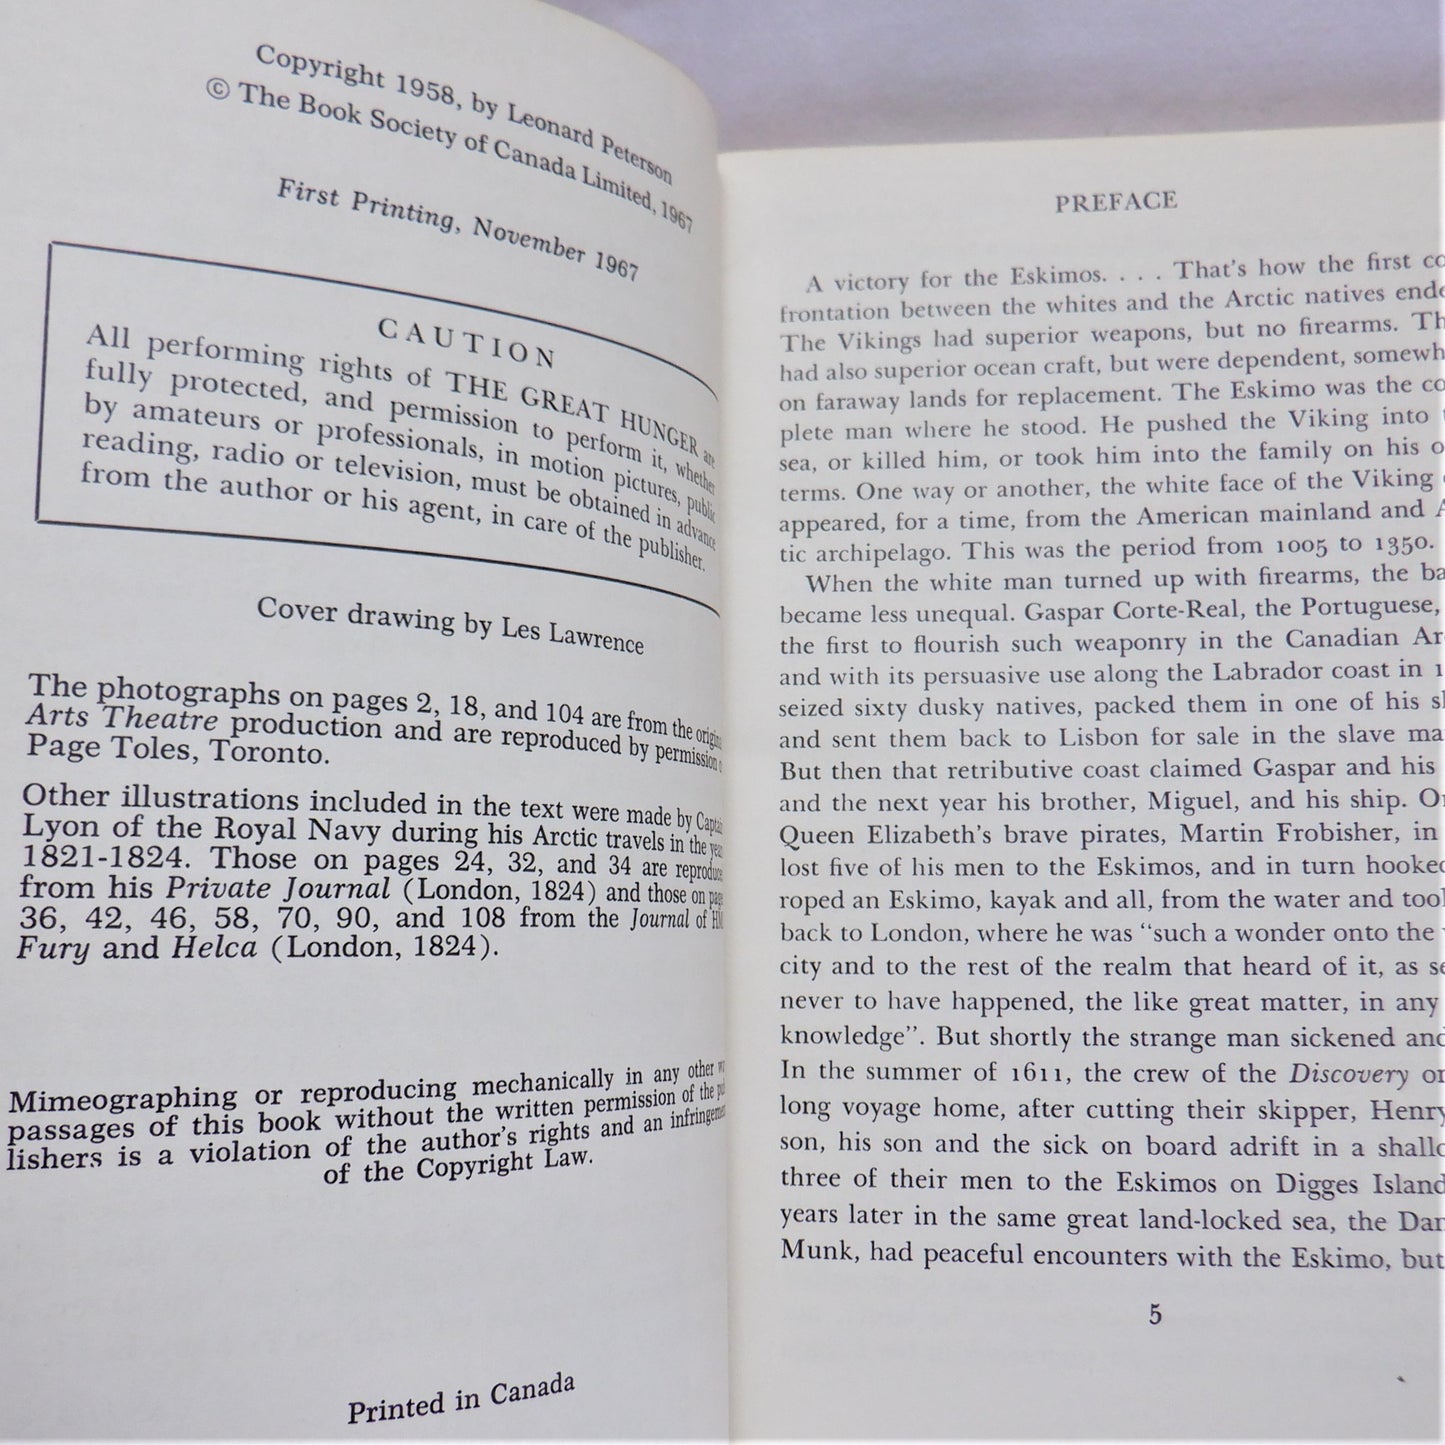 Copyright 1958, by Leonard Peterson
© The Book Society of Canada Limited, 1967
First Printing, November 1967
CAUTION
All performing rights of THE GREAT HUNGER are
fully protected, and permission to perform it, whether
by amateurs or professionals, in motion pictures, public
reading, radio or television, must be obtained in advance
from the author or his agent, in care of the publisher.
Cover drawing by Les Lawrence
The photographs on pages 2, 18, and 104 are from the
Arts Theatre production and are reproduced by permission
Page Toles, Toronto.
Other illustrations included in the text were made by
Lyon of the Royal Navy during his Arctic travels in the
1821-1824. Those on pages 24, 32, and 34 are
from his Private Journal (London, 1824) and those on
36, 42, 46, 58, 70, 90, and 108 from the Journal of
Fury and Helca (London, 1824).
Mimeographing or reproducing mechanically in any other
passages of this book without the written permission of the
lishers is a violation of the author's rights and an
of the Copyright Law.
Printed in Canada
PREFACE
A victory for the Eskimos. . . . That's how the first
frontation between the whites and the Arctic natives
The Vikings had superior weapons, but no firearms.
had also superior ocean craft, but were dependent,
on faraway lands for replacement. The Eskimo was the
plete man where he stood. He pushed the Viking into
sea, or killed him, or took him into the family on his
terms. One way or another, the white face of the Viking
appeared, for a time, from the American mainland and
tic archipelago. This was the period from 1005 to 1350.
When the white man turned up with firearms, the
became less unequal. Gaspar Corte-Real, the Portuguese,
the first to flourish such weaponry in the Canadian
and with its persuasive use along the Labrador coast in
seized sixty dusky natives, packed them in one of his
and sent them back to Lisbon for sale in the slave
But then that retributive coast claimed Gaspar and his
and the next year his brother, Miguel, and his ship.
Queen Elizabeth's brave pirates, Martin Frobisher, in
lost five of his men to the Eskimos, and in turn
roped an Eskimo, kayak and all, from the water and
back to London, where he was "such a wonder onto the
city and to the rest of the realm that heard of it, as
never to have happened, the like great matter, in any
knowledge". But shortly the strange man sickened
In the summer of 1611, the crew of the Discovery
long voyage home, after cutting their skipper,
son, his son and the sick on board adrift in a
three of their men to the Eskimos on Digges
years later in the same great land-locked sea, the
Munk, had peaceful encounters with the Eskimo, but
5